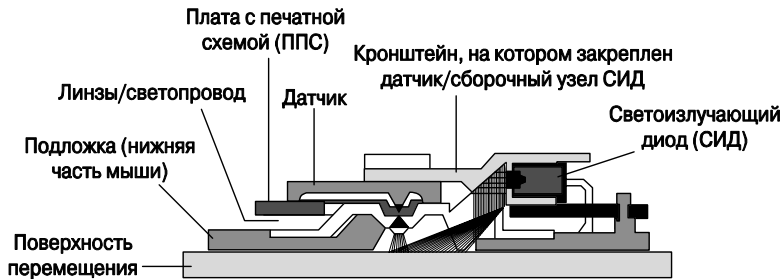 Плата с печатной
схемой (ППС)
Кронштейн, на котором закреплен
датчик/сборочный узел СИД
Линзы/светопровод
Датчик
Светоизлучающий
диод (СИД)
Подложка (нижняя
часть мыши)
Поверхность
перемещения